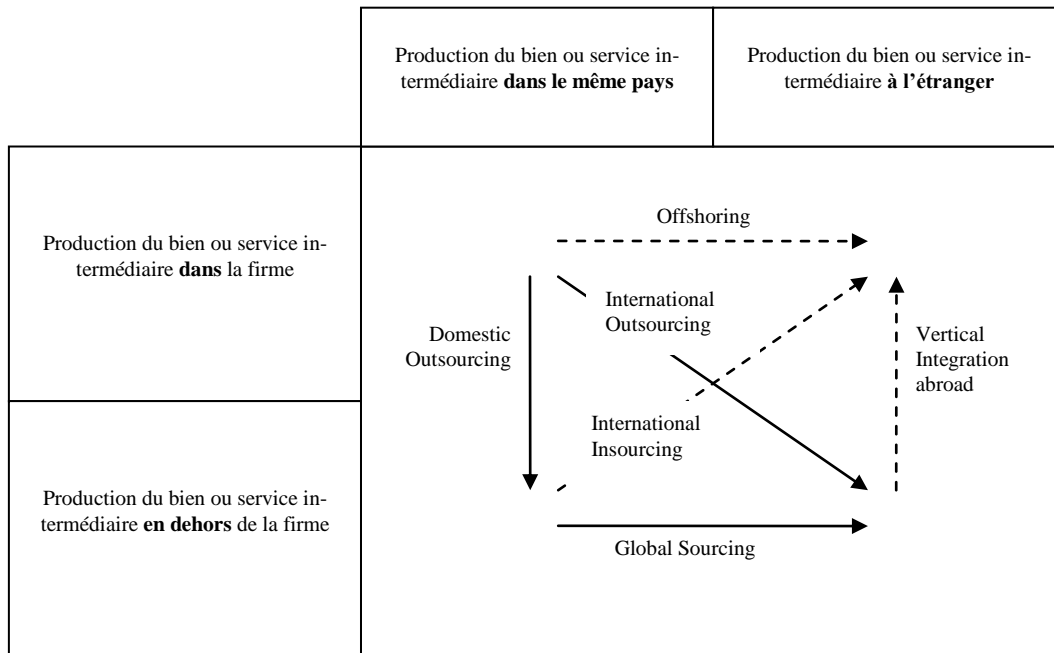 Production du bien ou service in-
termédiaire dans le même pays
Production du bien ou service in-
termédiaire à l’étranger
Production du bien ou service in-
termédiaire dans la firme
Offshoring
International
Outsourcing
Domestic
Outsourcing
Vertical
Integration
abroad
International
Insourcing
Production du bien ou service in-
termédiaire en dehors de la firme
Global Sourcing